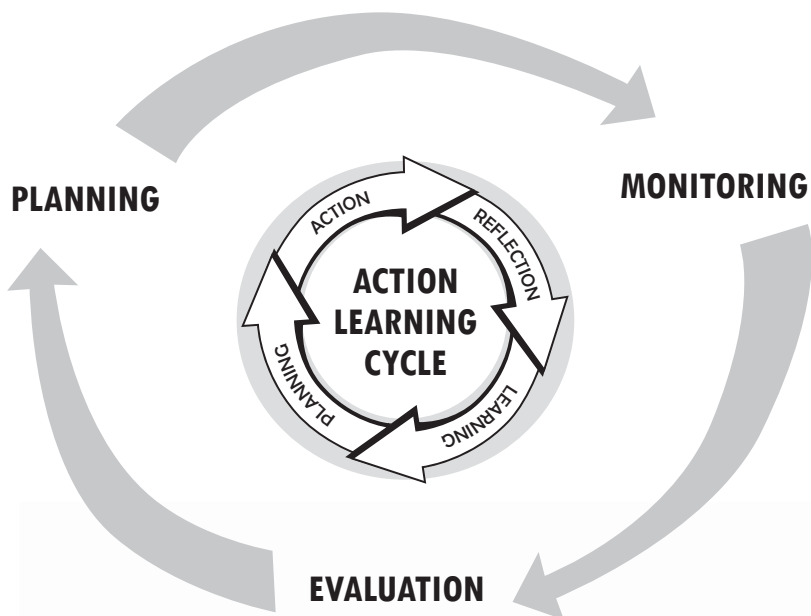 PLANNING
MONITORING
ACTION
REFLECTION
ACTION
LEARNING
CYCLE
PLANNING
LEARNING
EVALUATION